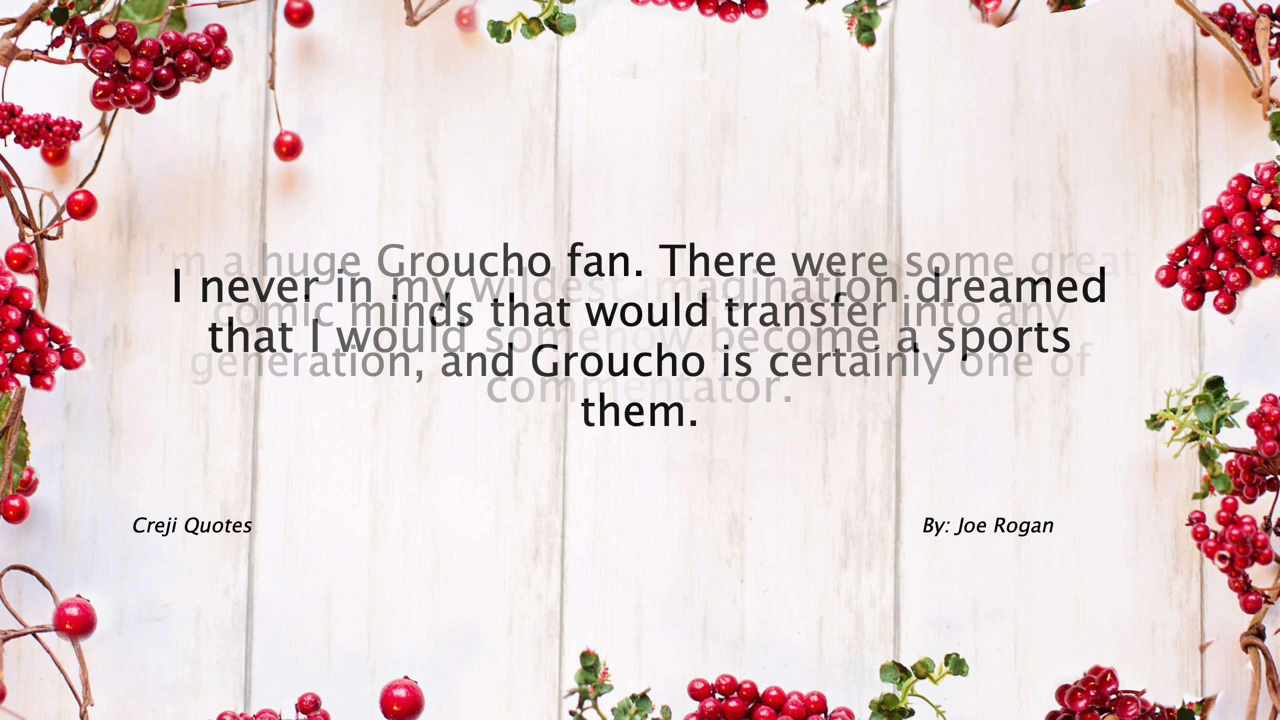 I'm a huge Groucho fan. There were some great
comic minds that would transfer into any
generation, and Groucho is certainly one of
them.
I never in my wildest imagination dreamed
that I would somehow become a sports
commentator.
Creji Quotes
By: Joe Rogan